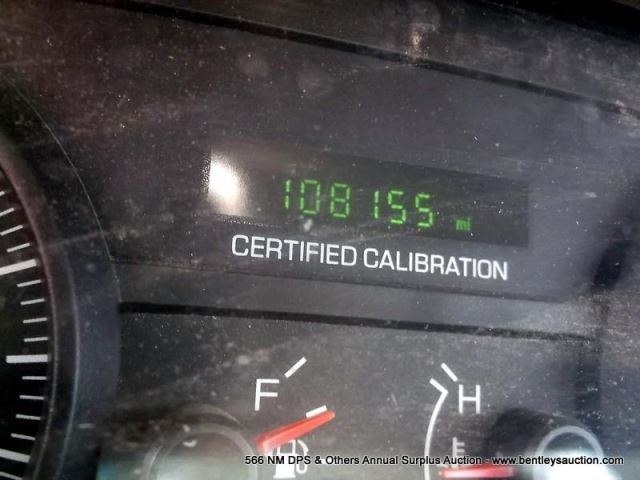 108155 mi
CERTIFIED CALIBRATION
F
H
566 NM DPS & Others Annual Surplus Auction - www.bentleysauction.com